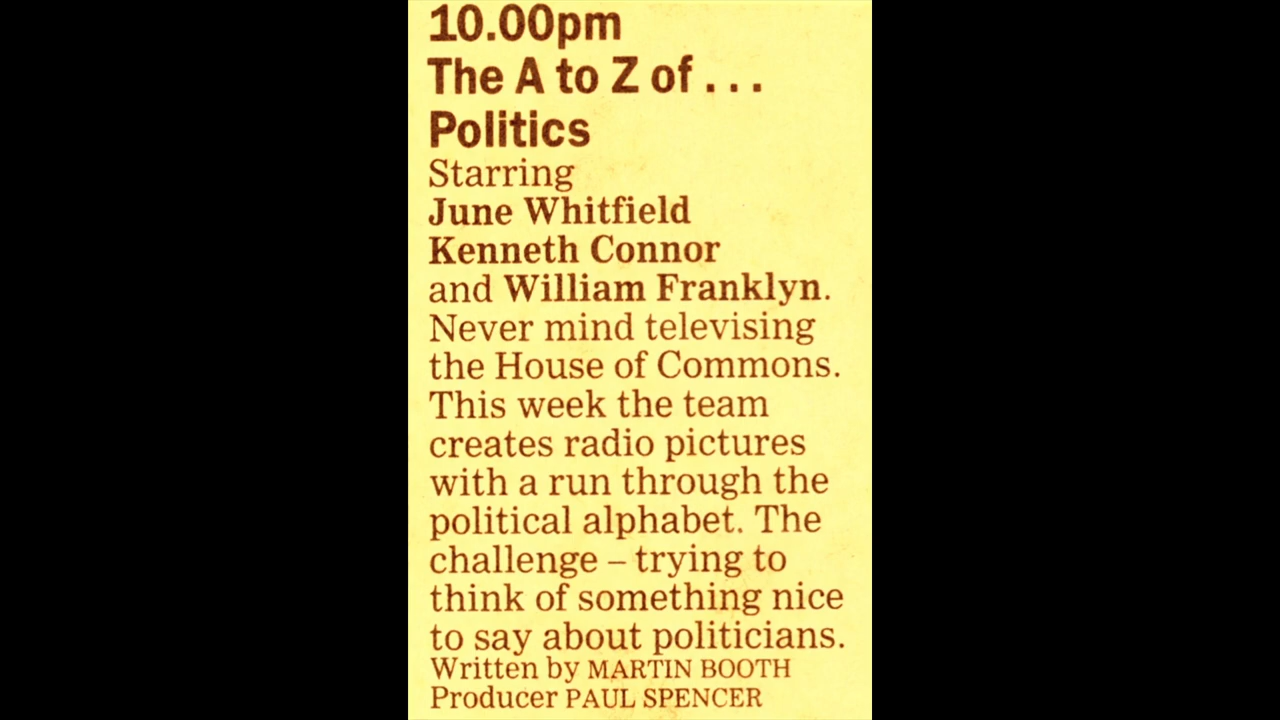 10.00pm
The A to Z of . . .
Politics
Starring
June Whitfield
Kenneth Connor
and William Franklyn.
Never mind televising
the House of Commons.
This week the team
creates radio pictures
with a run through the
political alphabet. The
challenge – trying to
think of something nice
to say about politicians.
Written by MARTIN BOOTH
Producer PAUL SPENCER